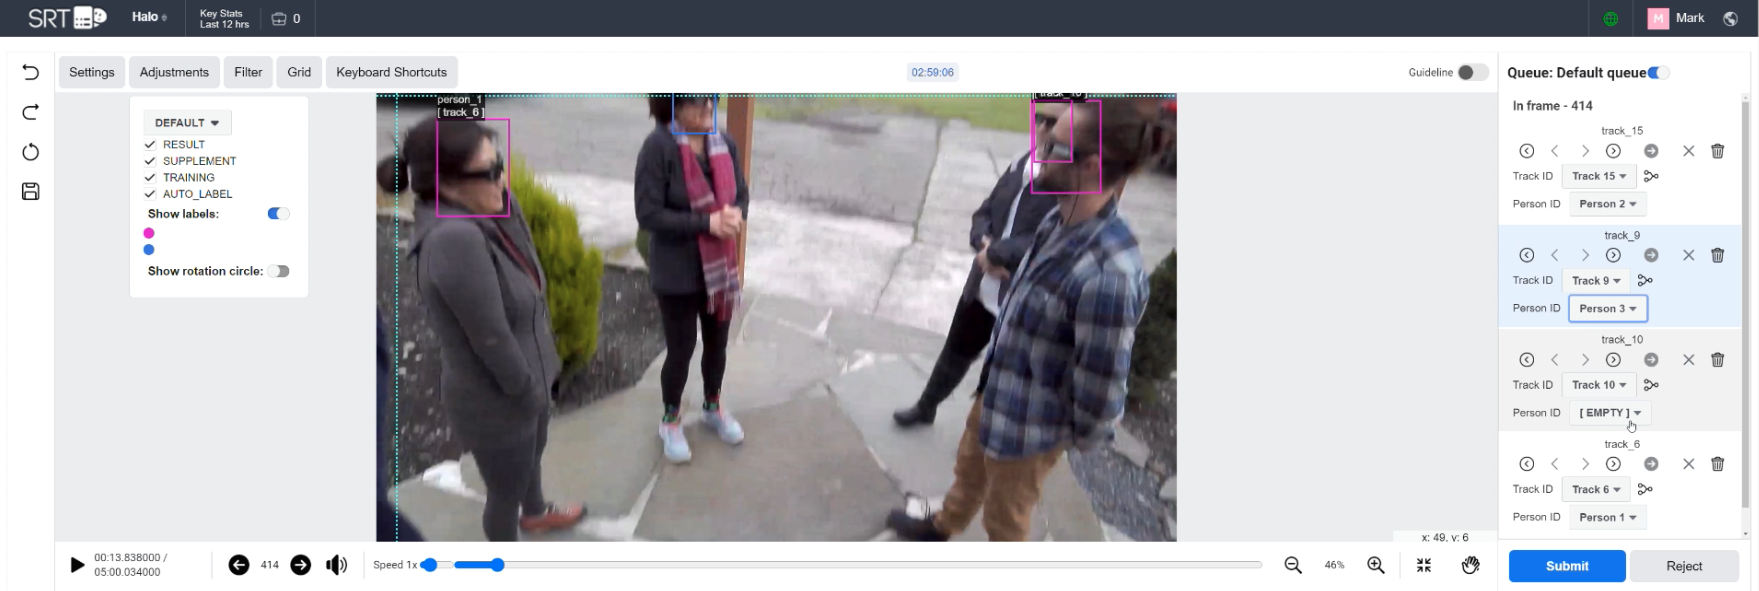 SRT
Halo
Key Stats
Last 12 hrs
0
M
Mark
Settings
Adjustments
Filter
Grid
Keyboard Shortcuts
02:59:06
Guideline
DEFAULT
RESULT
SUPPLEMENT
TRAINING
AUTO_LABEL
Show labels:
Show rotation circle:
person_1
[ track_6 ]
Queue: Default queue
In frame - 414
track_15
Track ID Track 15
Person ID Person 2
track_9
Track ID Track 9
Person ID Person 3
track_10
Track ID Track 10
Person ID [ EMPTY ]
track_6
Track ID Track 6
Person ID Person 1
x: 49, y: 6
00:13.838000 /
05:00.034000
414
Speed 1x
46%
Submit
Reject